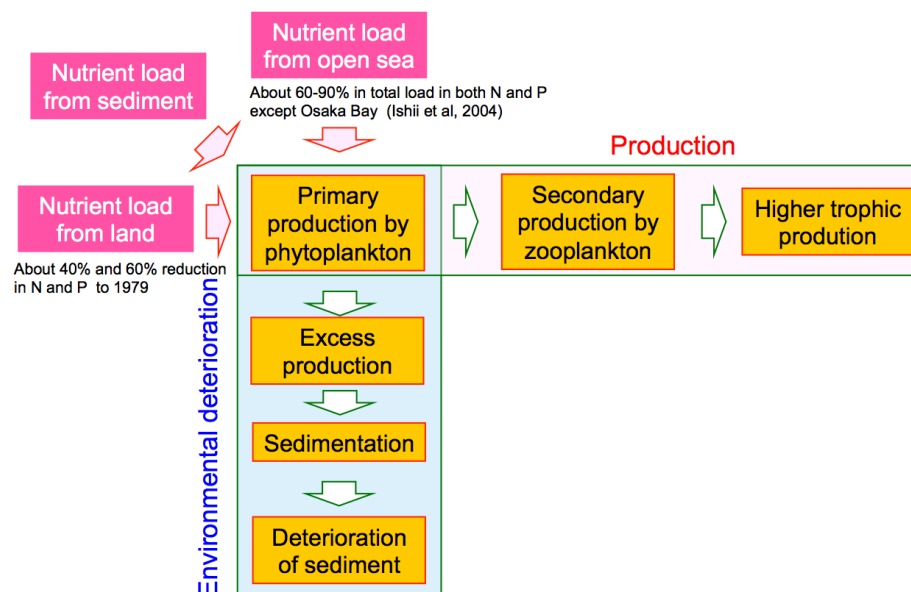 Nutrient load
from open sea
About 60-90% in total load in both N and P
except Osaka Bay (Ishii et al, 2004)
Nutrient load
from sediment
Nutrient load
from land
About 40% and 60% reduction
in N and P to 1979
Production
Primary
production by
phytoplankton
Secondary
production by
zooplankton
Higher trophic
prodution
Environmental deterioration
Excess
production
Sedimentation
Deterioration
of sediment